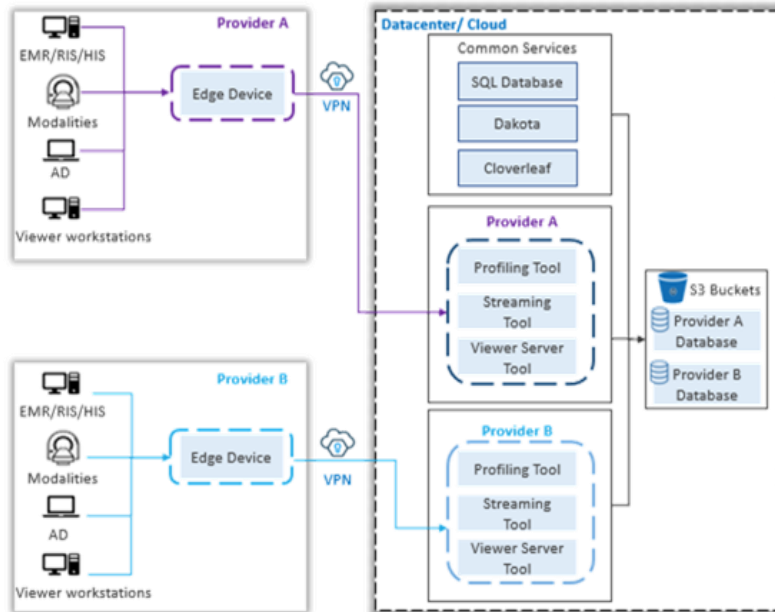 Provider A
EMR/RIS/HIS
Modalities
AD
Viewer workstations
Edge Device
VPN
Provider B
EMR/RIS/HIS
Modalities
AD
Viewer workstations
Edge Device
VPN
Datacenter/ Cloud
Common Services
SQL Database
Dakota
Cloverleaf
Provider A
Profiling Tool
Streaming
Tool
Viewer Server
Tool
Provider B
Profiling Tool
Streaming
Tool
Viewer Server
Tool
S3 Buckets
Provider A
Database
Provider B
Database